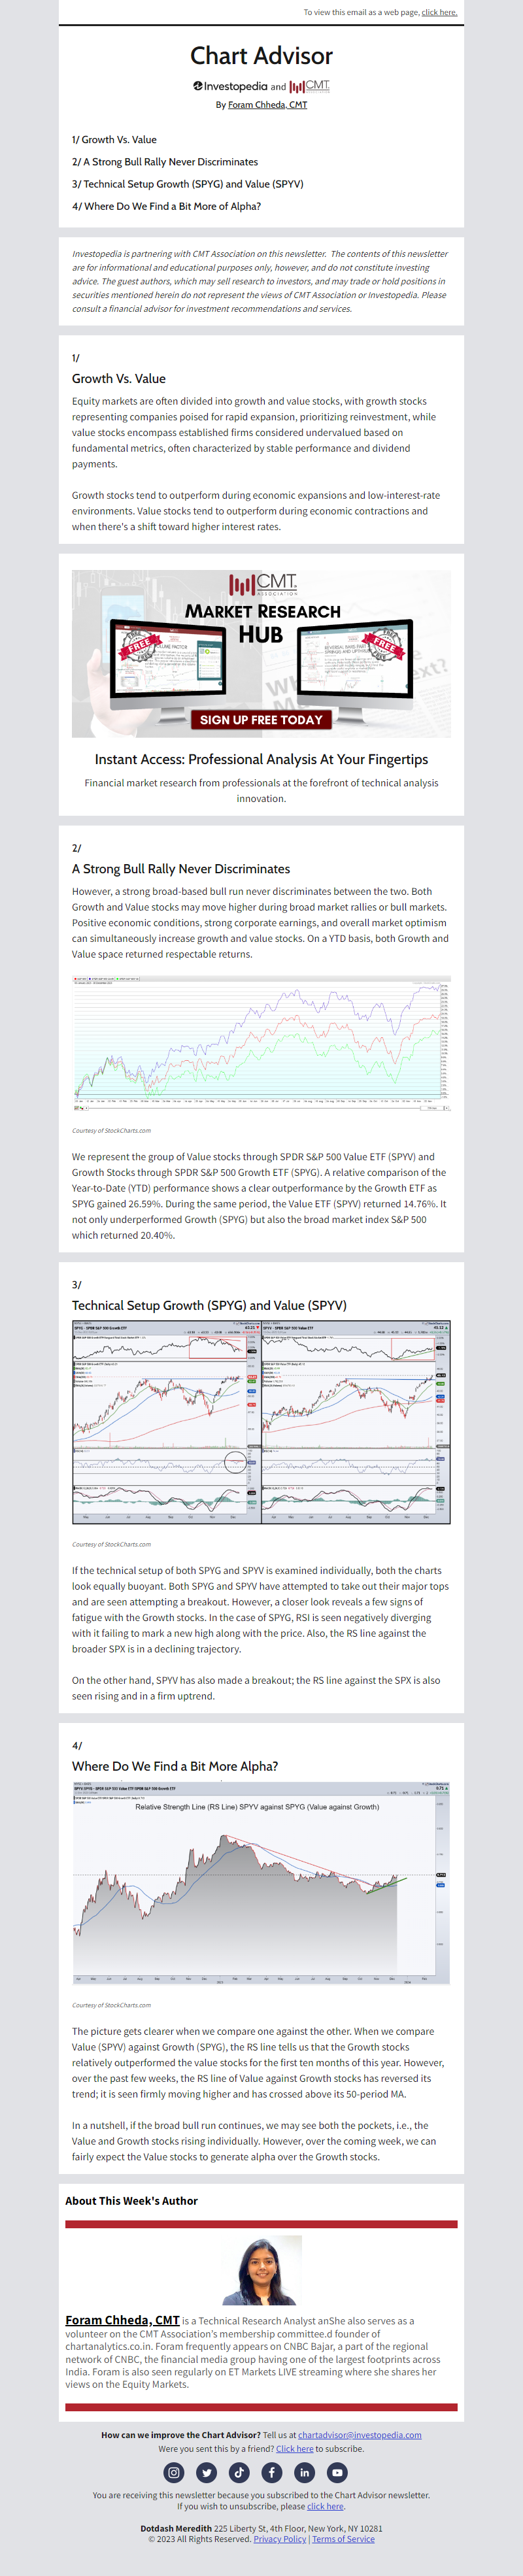 To view this email as a web page, click here.
Chart Advisor
Investopedia and CMT
By Foram Chheda, CMT
1/ Growth Vs. Value
2/ A Strong Bull Rally Never Discriminates
3/ Technical Setup Growth (SPYG) and Value (SPYV)
4/ Where Do We Find a Bit More of Alpha?
Investopedia is partnering with CMT Association on this newsletter. The contents of this newsletter
are for informational and educational purposes only, however, and do not constitute investing
advice. The guest authors, which may sell research to investors, and may trade or hold positions in
securities mentioned herein do not represent the views of CMT Association or Investopedia. Please
consult a financial advisor for investment recommendations and services.
1/
Growth Vs. Value
Equity markets are often divided into growth and value stocks, with growth stocks
representing companies poised for rapid expansion, prioritizing reinvestment, while
value stocks encompass established firms considered undervalued based on
fundamental metrics, often characterized by stable performance and dividend
payments.
Growth stocks tend to outperform during economic expansions and low-interest-rate
environments. Value stocks tend to outperform during economic contractions and
when there's a shift toward higher interest rates.
CMT.
ASSOCIATION
MARKET RESEARCH
HUB
FREE
FREE
SIGN UP FREE TODAY
Instant Access: Professional Analysis At Your Fingertips
Financial market research from professionals at the forefront of technical analysis
innovation.
2/
A Strong Bull Rally Never Discriminates
However, a strong broad-based bull run never discriminates between the two. Both
Growth and Value stocks may move higher during broad market rallies or bull markets.
Positive economic conditions, strong corporate earnings, and overall market optimism
can simultaneously increase growth and value stocks. On a YTD basis, both Growth and
Value space returned respectable returns.
Courtesy of StockCharts.com
We represent the group of Value stocks through SPDR S&P 500 Value ETF (SPYV) and
Growth Stocks through SPDR S&P 500 Growth ETF (SPYG). A relative comparison of the
Year-to-Date (YTD) performance shows a clear outperformance by the Growth ETF as
SPYG gained 26.59%. During the same period, the Value ETF (SPYV) returned 14.76%. It
not only underperformed Growth (SPYG) but also the broad market index S&P 500
which returned 20.40%.
3/
Technical Setup Growth (SPYG) and Value (SPYV)
Courtesy of StockCharts.com
If the technical setup of both SPYG and SPYV is examined individually, both the charts
look equally buoyant. Both SPYG and SPYV have attempted to take out their major tops
and are seen attempting a breakout. However, a closer look reveals a few signs of
fatigue with the Growth stocks. In the case of SPYG, RSI is seen negatively diverging
with it failing to mark a new high along with the price. Also, the RS line against the
broader SPX is in a declining trajectory.
On the other hand, SPYV has also made a breakout; the RS line against the SPX is also
seen rising and in a firm uptrend.
4/
Where Do We Find a Bit More Alpha?
Relative Strength Line (RS Line) SPYV against SPYG (Value against Growth)
Courtesy of StockCharts.com
The picture gets clearer when we compare one against the other. When we compare
Value (SPYV) against Growth (SPYG), the RS line tells us that the Growth stocks
relatively outperformed the value stocks for the first ten months of this year. However,
over the past few weeks, the RS line of Value against Growth stocks has reversed its
trend; it is seen firmly moving higher and has crossed above its 50-period MA.
In a nutshell, if the broad bull run continues, we may see both the pockets, i.e., the
Value and Growth stocks rising individually. However, over the coming week, we can
fairly expect the Value stocks to generate alpha over the Growth stocks.
About This Week's Author
Foram Chheda, CMT is a Technical Research Analyst anShe also serves as a
volunteer on the CMT Association's membership committee.d founder of
chartanalytics.co.in. Foram frequently appears on CNBC Bajar, a part of the regional
network of CNBC, the financial media group having one of the largest footprints across
India. Foram is also seen regularly on ET Markets LIVE streaming where she shares her
views on the Equity Markets.
How can we improve the Chart Advisor? Tell us at chartadvisor@investopedia.com
Were you sent this by a friend? Click here to subscribe.
You are receiving this newsletter because you subscribed to the Chart Advisor newsletter.
If you wish to unsubscribe, please click here.
Dotdash Meredith 225 Liberty St, 4th Floor, New York, NY 10281
© 2023 All Rights Reserved. Privacy Policy | Terms of Service